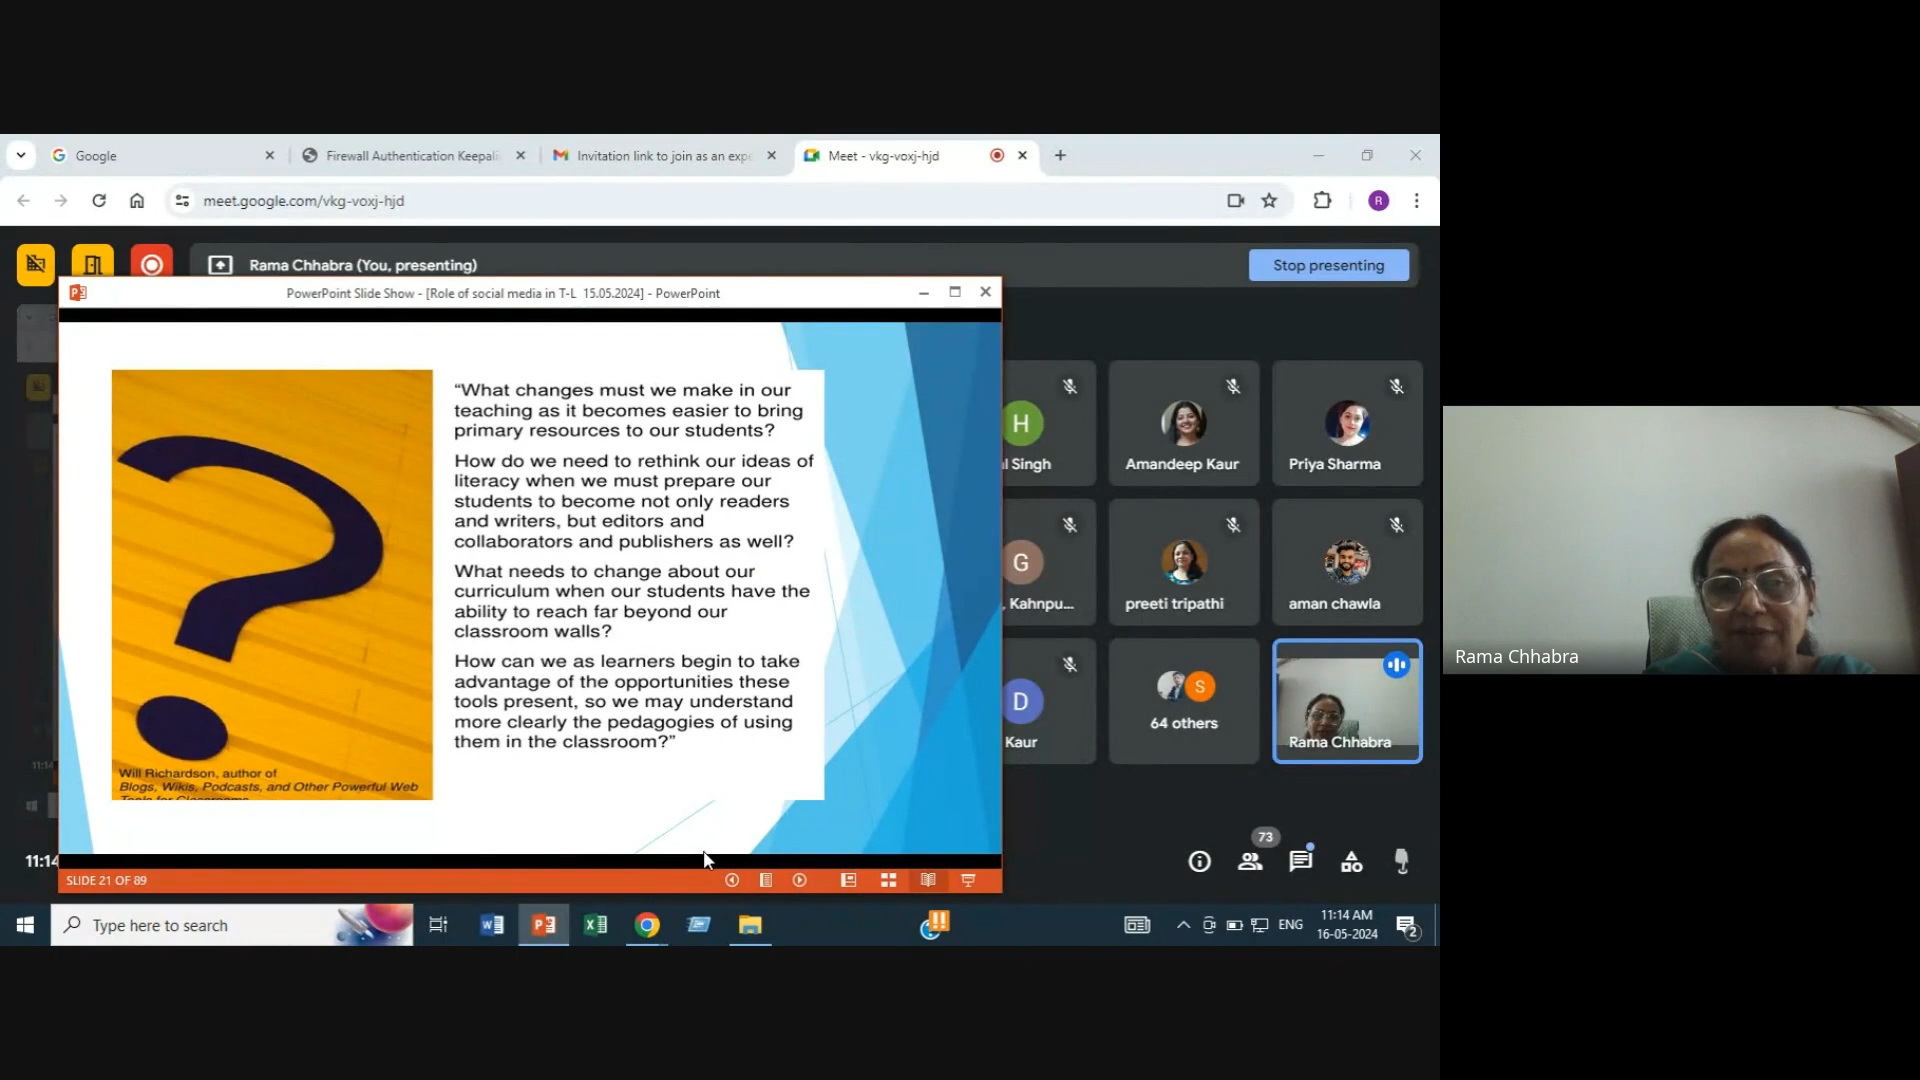 Google
Firewall Authentication Keepali
Invitation link to join as an expe
Meet - vkg-voxj-hjd
meet.google.com/vkg-voxj-hjd
R
Rama Chhabra (You, presenting)
Stop presenting
PowerPoint Slide Show - [Role of social media in T-L 15.05.2024] - PowerPoint
“What changes must we make in our
teaching as it becomes easier to bring
primary resources to our students?
How do we need to rethink our ideas of
literacy when we must prepare our
students to become not only readers
and writers, but editors and
collaborators and publishers as well?
What needs to change about our
curriculum when our students have the
ability to reach far beyond our
classroom walls?
How can we as learners begin to take
advantage of the opportunities these
tools present, so we may understand
more clearly the pedagogies of using
them in the classroom?”
Will Richardson, author of
Blogs, Wikis, Podcasts, and Other Powerful Web
Tools for Classrooms
H
l Singh
Amandeep Kaur
Priya Sharma
G
, Kahnpu...
preeti tripathi
aman chawla
D
Kaur
S
64 others
Rama Chhabra
Rama Chhabra
73
11:14
SLIDE 21 OF 89
Type here to search
ENG
11:14 AM
16-05-2024
2